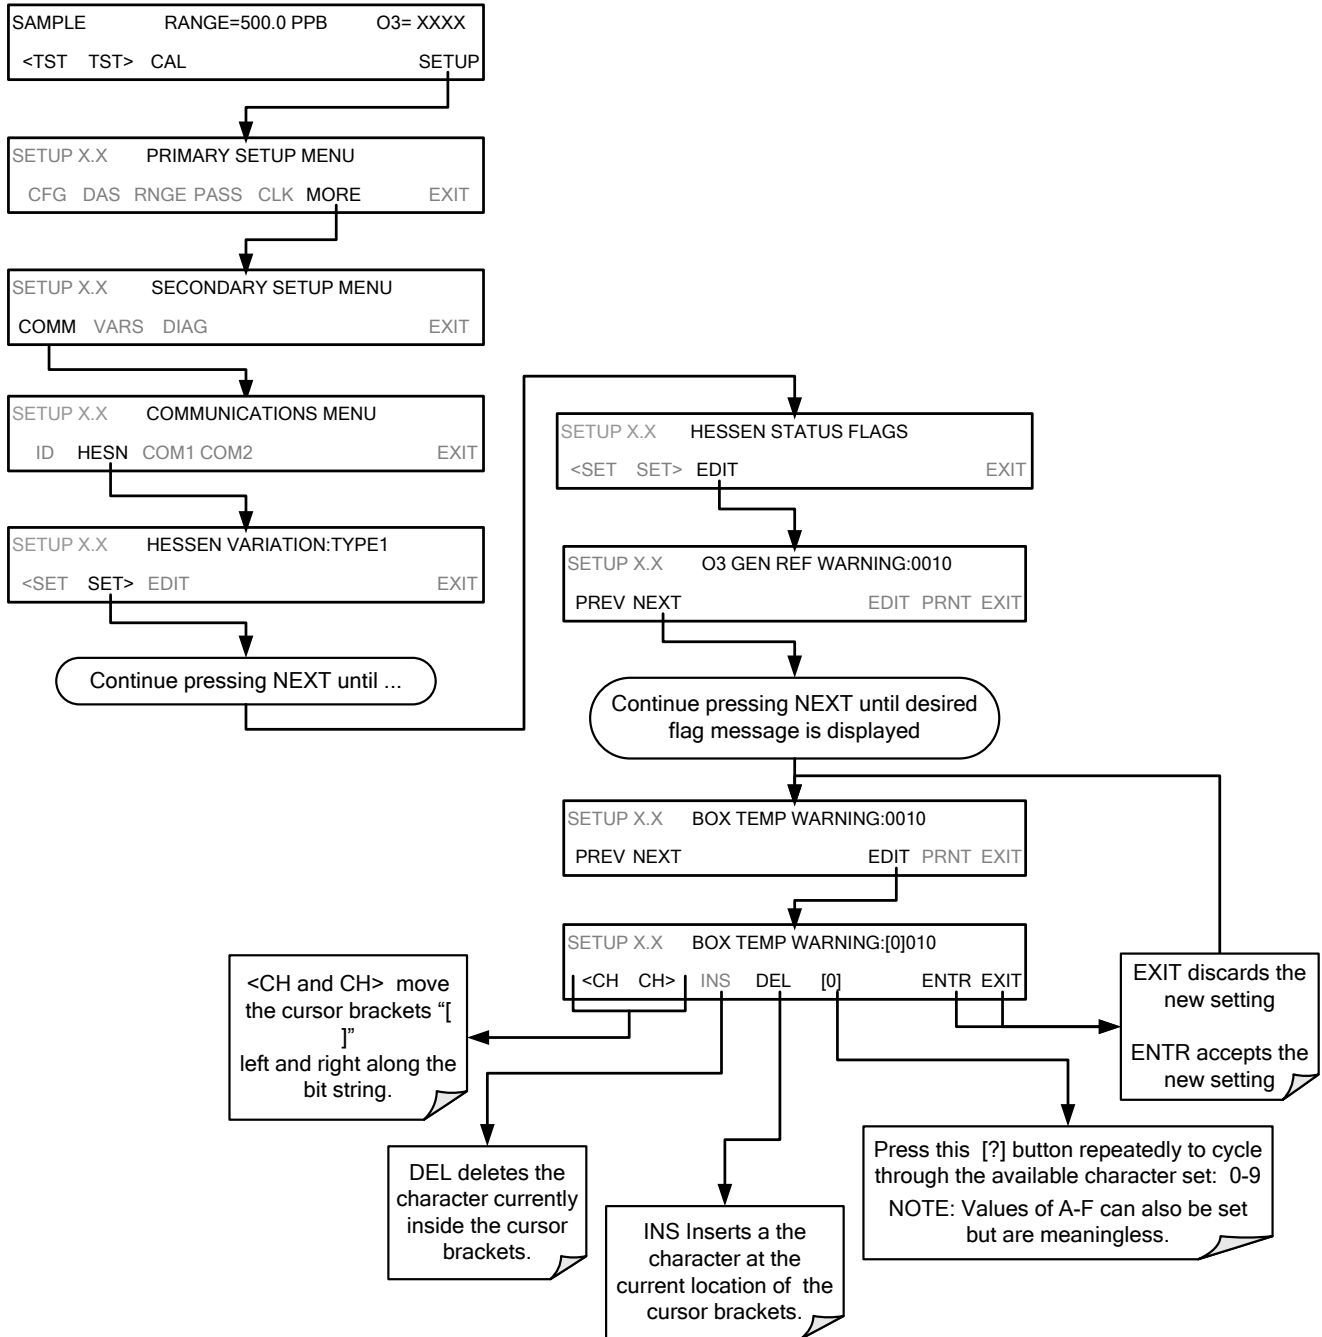 SAMPLE RANGE=500.0 PPB O3= XXXX
<TST TST> CAL SETUP
SETUP X.X PRIMARY SETUP MENU
CFG DAS RNGE PASS CLK MORE EXIT
SETUP X.X SECONDARY SETUP MENU
COMM VARS DIAG EXIT
SETUP X.X COMMUNICATIONS MENU
ID HESN COM1 COM2 EXIT
SETUP X.X HESSEN VARIATION:TYPE1
<SET SET> EDIT EXIT
Continue pressing NEXT until ...
SETUP X.X HESSEN STATUS FLAGS
<SET SET> EDIT EXIT
SETUP X.X O3 GEN REF WARNING:0010
PREV NEXT EDIT PRNT EXIT
Continue pressing NEXT until desired
flag message is displayed
SETUP X.X BOX TEMP WARNING:0010
PREV NEXT EDIT PRNT EXIT
SETUP X.X BOX TEMP WARNING:[0]010
<CH CH> INS DEL [0] ENTR EXIT
<CH and CH> move
the cursor brackets “[
]”
left and right along the
bit string.
DEL deletes the
character currently
inside the cursor
brackets.
INS Inserts a the
character at the
current location of the
cursor brackets.
Press this [?] button repeatedly to cycle
through the available character set: 0-9
NOTE: Values of A-F can also be set
but are meaningless.
EXIT discards the
new setting
ENTR accepts the
new setting